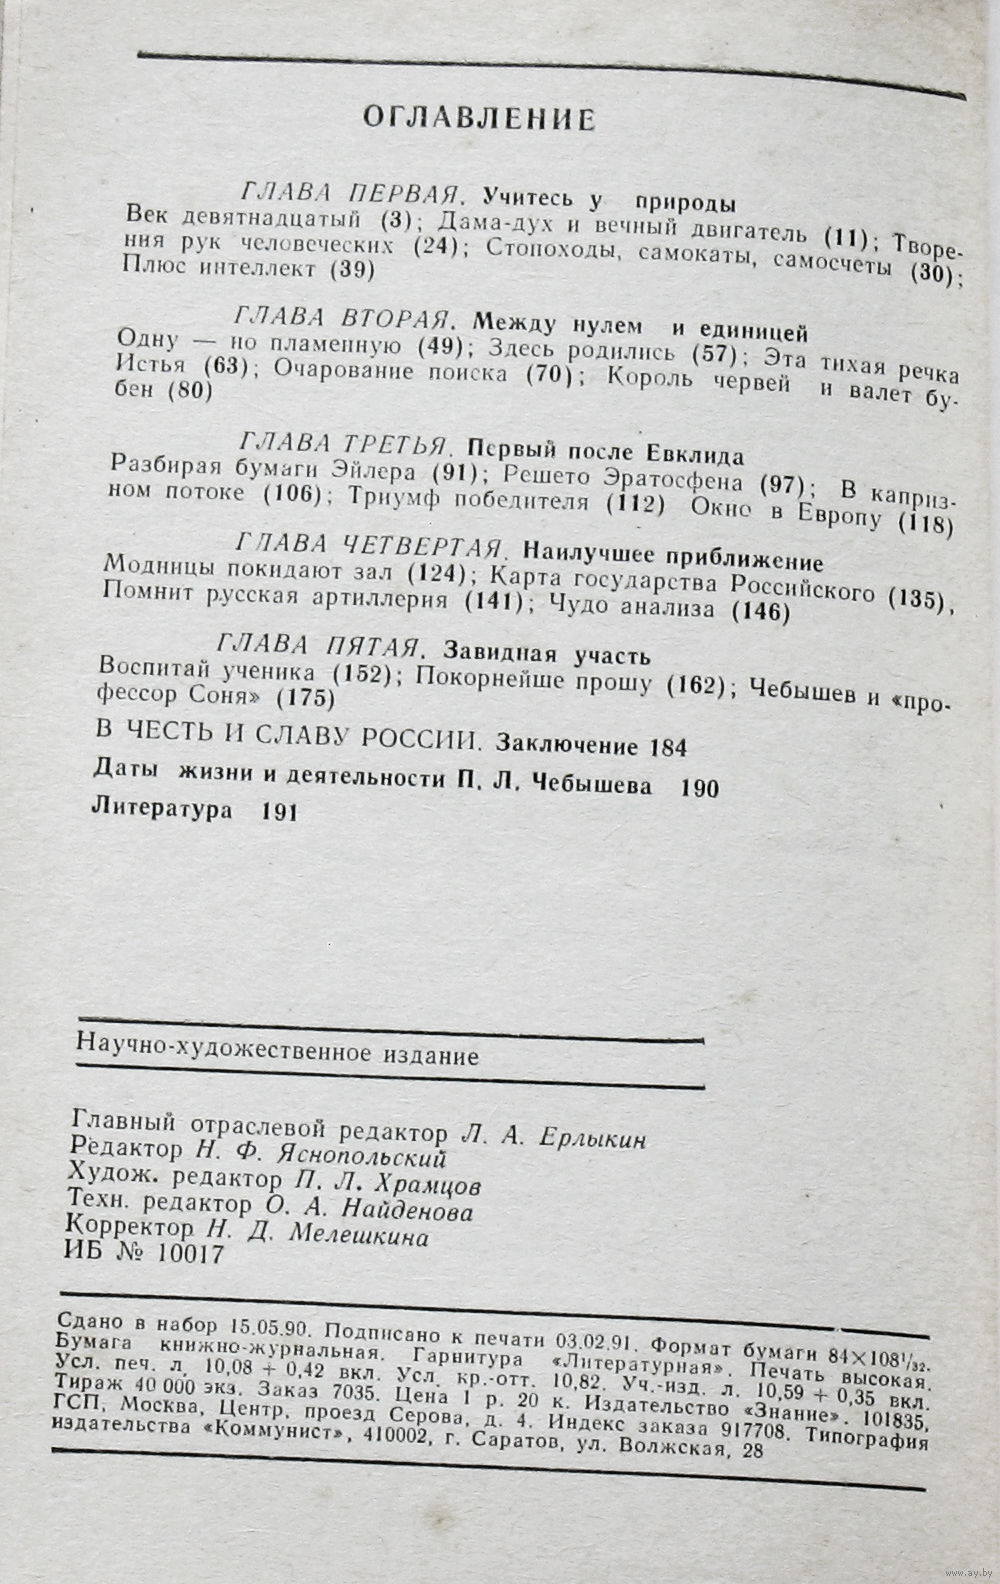 ОГЛАВЛЕНИЕ
ГЛАВА ПЕРВАЯ. Учитесь у природы
Век девятнадцатый (3); Дама-дух и вечный двигатель (11); Творе-
ния рук человеческих (24); Стопоходы, самокаты, самосчеты (30);
Плюс интеллект (39)
ГЛАВА ВТОРАЯ. Между нулем и единицей
Одну — но пламенную (49); Здесь родились (57); Эта тихая речка
Истья (63); Очарование поиска (70); Король червей и валет бу-
бен (80)
ГЛАВА ТРЕТЬЯ. Первый после Евклида
Разбирая бумаги Эйлера (91); Решето Эратосфена (97); В каприз-
ном потоке (106); Триумф победителя (112) Окно в Европу (118)
ГЛАВА ЧЕТВЕРТАЯ. Наилучшее приближение
Модницы покидают зал (124); Карта государства Российского (135),
Помнит русская артиллерия (141); Чудо анализа (146)
ГЛАВА ПЯТАЯ. Завидная участь
Воспитай ученика (152); Покорнейше прошу (162); Чебышев и «про-
фессор Соня» (175)
В ЧЕСТЬ И СЛАВУ РОССИИ. Заключение 184
Даты жизни и деятельности П. Л. Чебышева 190
Литература 191
Научно-художественное издание
Главный отраслевой редактор Л. А. Ерлыкин
Редактор Н. Ф. Яснопольский
Худож. редактор П. Л. Храмцов
Техн. редактор О. А. Найденова
Корректор Н. Д. Мелешкина
ИБ № 10017
Сдано в набор 15.05.90. Подписано к печати 03.02.91. Формат бумаги 84×108¹/₃₂.
Бумага книжно-журнальная. Гарнитура «Литературная». Печать высокая.
Усл. печ. л. 10,08 + 0,42 вкл. Усл. кр.-отт. 10,82. Уч.-изд. л. 10,59 + 0,35 вкл.
Тираж 40 000 экз. Заказ 7035. Цена 1 р. 20 к. Издательство «Знание». 101835,
ГСП, Москва, Центр, проезд Серова, д. 4. Индекс заказа 917708. Типография
издательства «Коммунист», 410002, г. Саратов, ул. Волжская, 28
www.ay.by